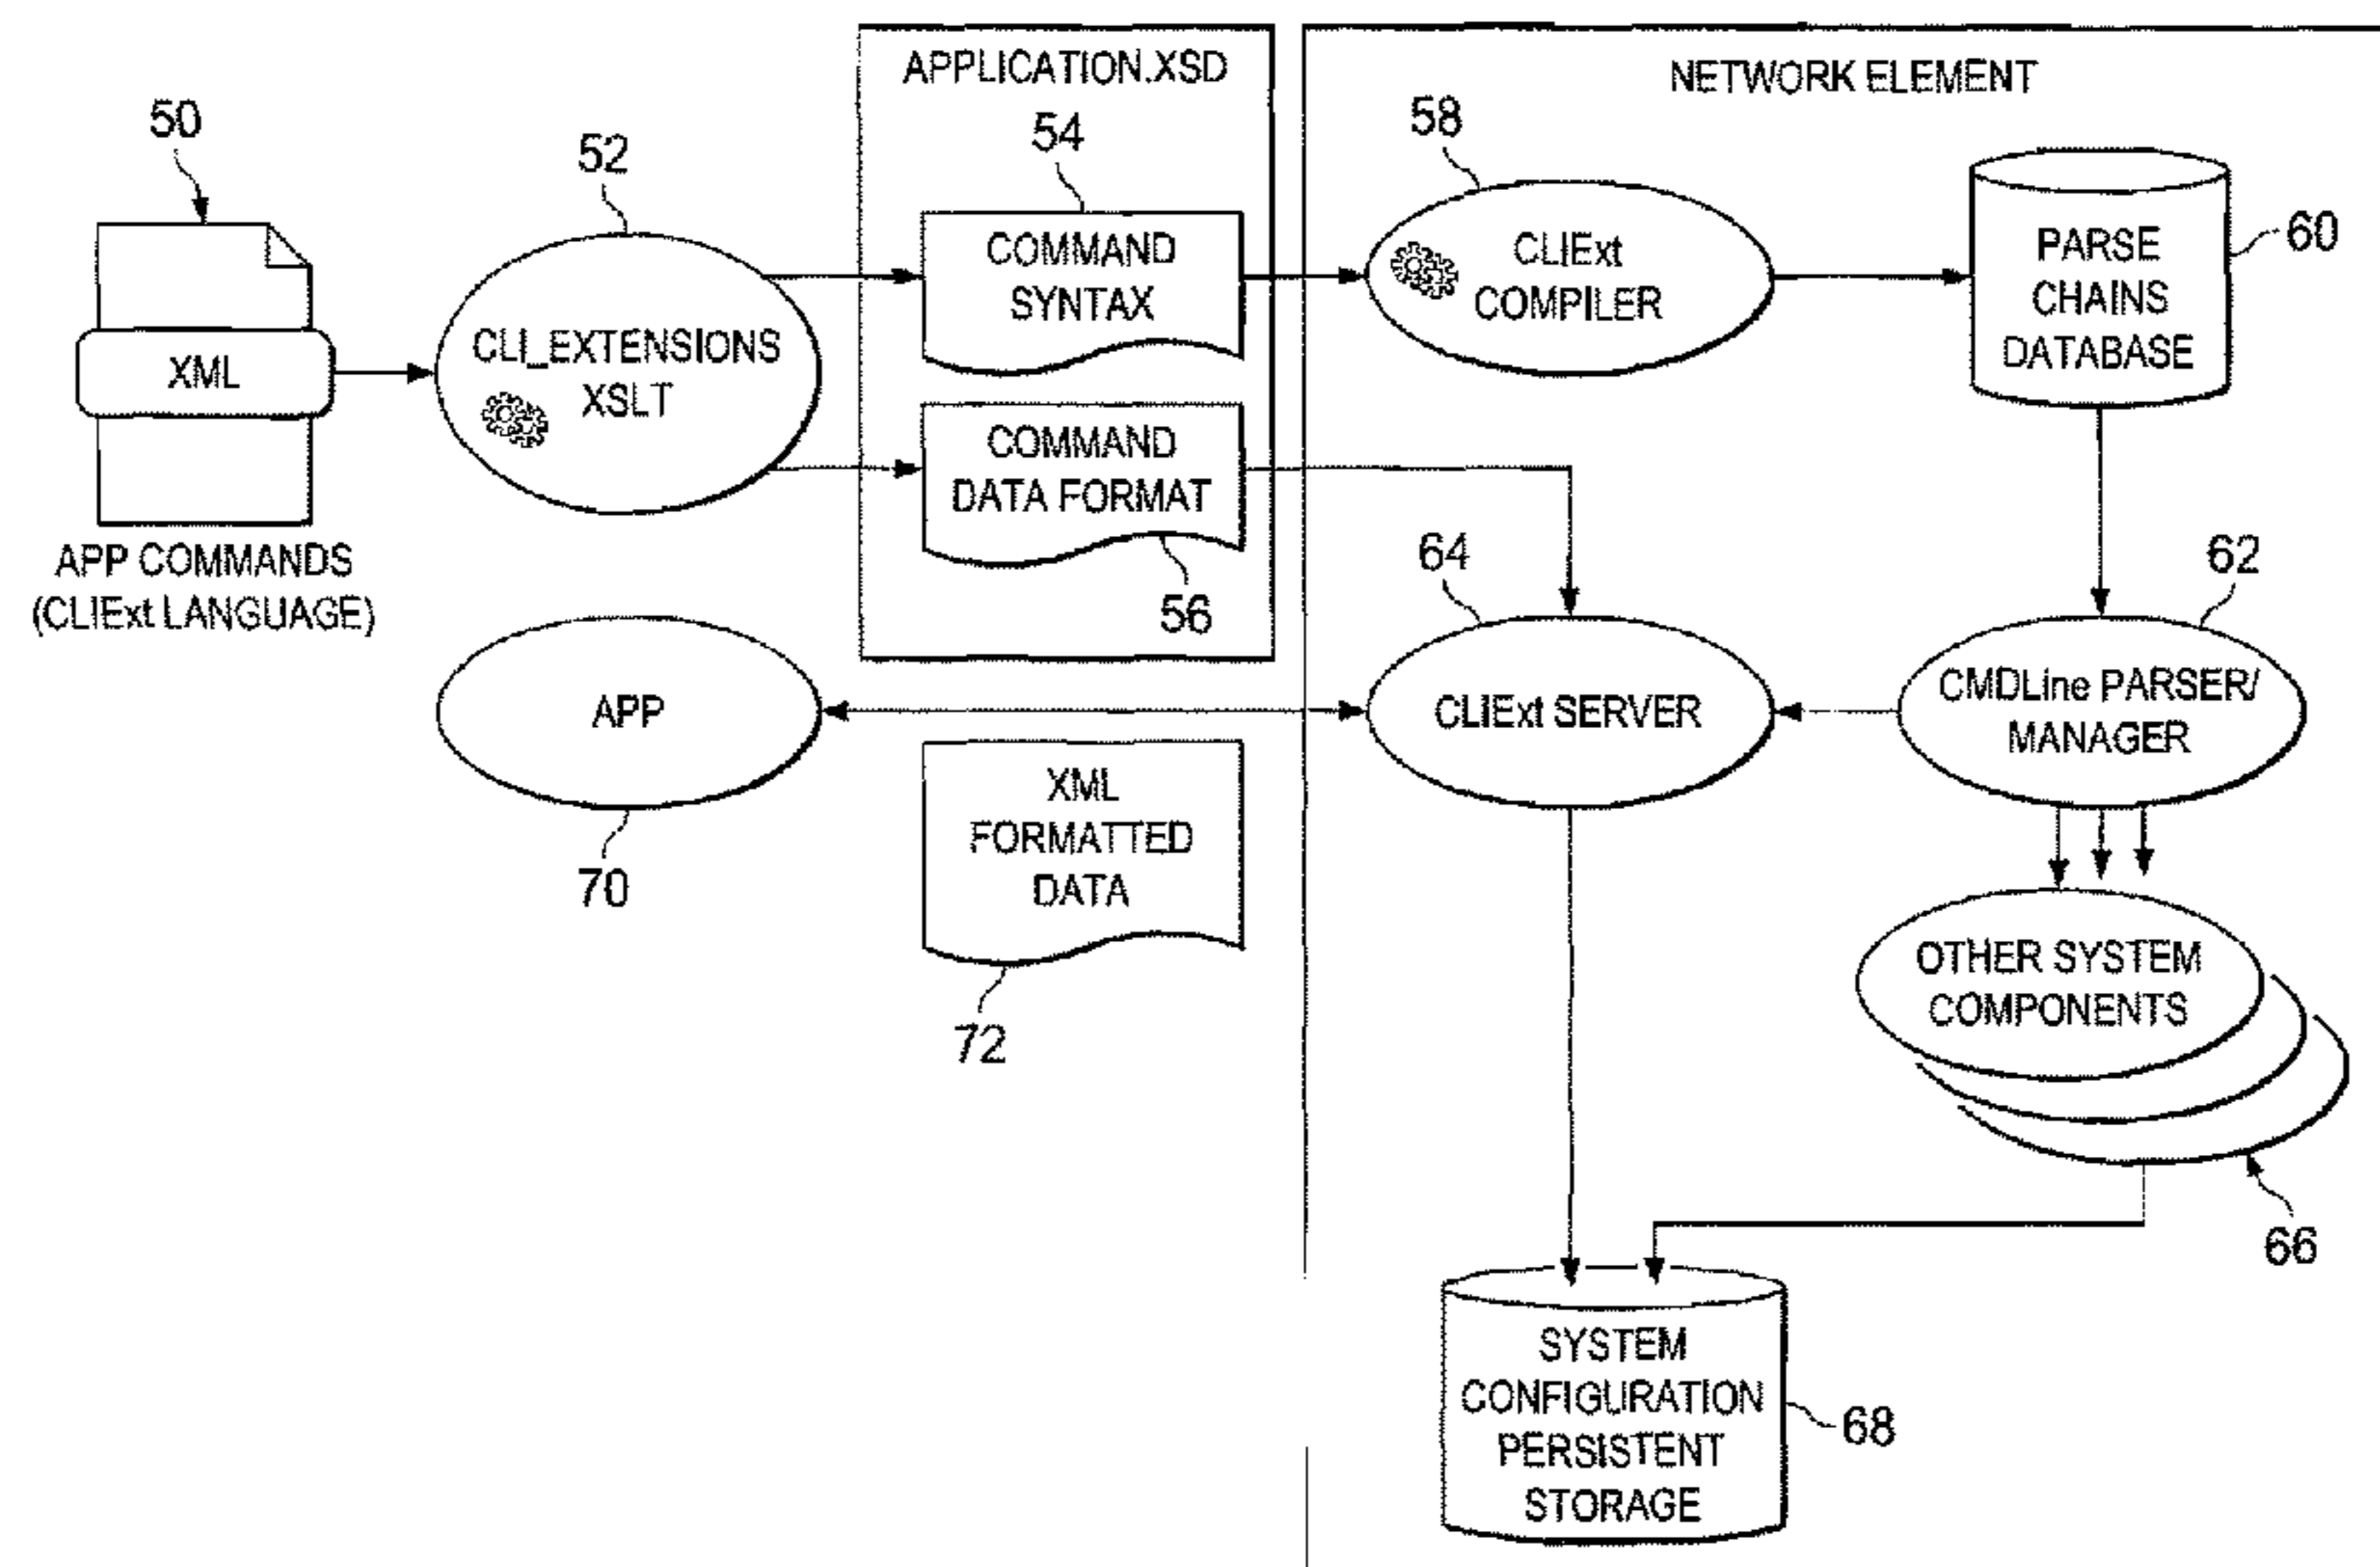 APPLICATION.XSD
NETWORK ELEMENT
50
52
54
58
60
XML
CLI_EXTENSIONS
XSLT
COMMAND
SYNTAX
CLIExt
COMPILER
PARSE
CHAINS
DATABASE
COMMAND
DATA FORMAT
56
APP COMMANDS
(CLIExt LANGUAGE)
64
62
APP
70
CLIExt SERVER
CMDLine PARSER/
MANAGER
XML
FORMATTED
DATA
72
OTHER SYSTEM
COMPONENTS
66
SYSTEM
CONFIGURATION
PERSISTENT
STORAGE
68